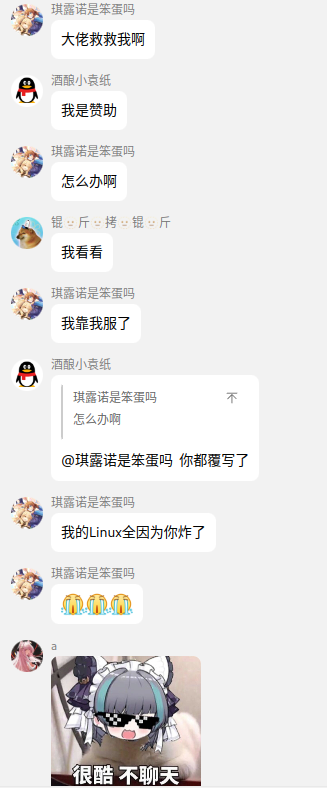 琪露诺是笨蛋吗
大佬救救我啊
酒酿小袁纸
我是赞助
琪露诺是笨蛋吗
怎么办啊
锟 斤 拷 锟 斤
我看看
琪露诺是笨蛋吗
我靠我服了
酒酿小袁纸
琪露诺是笨蛋吗
怎么办啊
@琪露诺是笨蛋吗 你都覆写了
琪露诺是笨蛋吗
我的Linux全因为你炸了
琪露诺是笨蛋吗
😭😭😭
a
很酷 不聊天